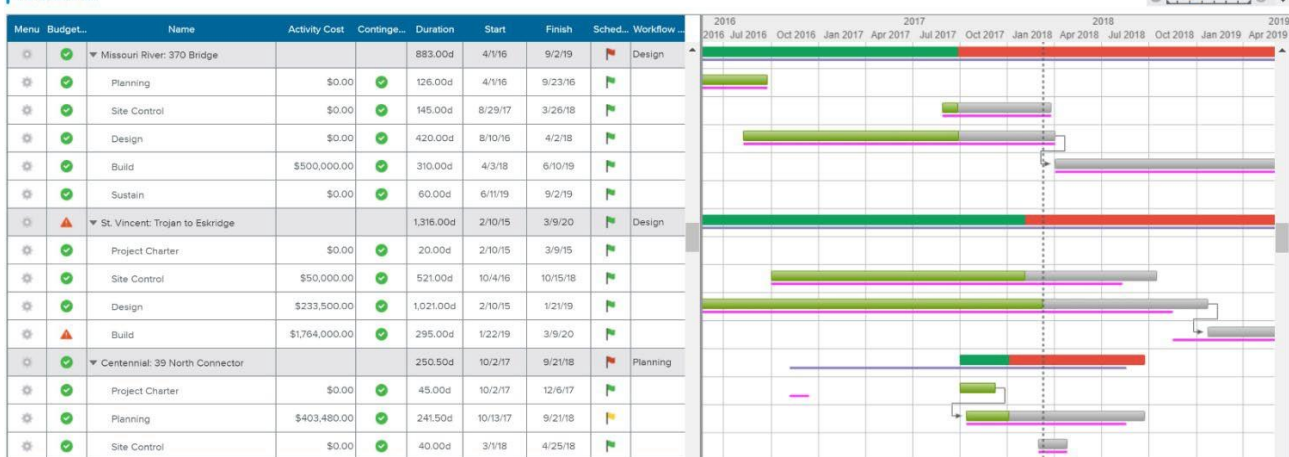 2016 2017 2018 2019
Menu Budget... Name Activity Cost Continge... Duration Start Finish Sched... Workflow ... 2016 Jul 2016 Oct 2016 Jan 2017 Apr 2017 Jul 2017 Oct 2017 Jan 2018 Apr 2018 Jul 2018 Oct 2018 Jan 2019 Apr 2019
Missouri River: 370 Bridge 883.00d 4/1/16 9/2/19 Design
Planning $0.00 126.00d 4/1/16 9/23/16
Site Control $0.00 145.00d 8/29/17 3/26/18
Design $0.00 420.00d 8/10/16 4/2/18
Build $500,000.00 310.00d 4/3/18 6/10/19
Sustain $0.00 60.00d 6/11/19 9/2/19
St. Vincent: Trojan to Eskridge 1,316.00d 2/10/15 3/9/20 Design
Project Charter $0.00 20.00d 2/10/15 3/9/15
Site Control $50,000.00 521.00d 10/4/16 10/15/18
Design $233,500.00 1,021.00d 2/10/15 1/21/19
Build $1,764,000.00 295.00d 1/22/19 3/9/20
Centennial: 39 North Connector 250.50d 10/2/17 9/21/18 Planning
Project Charter $0.00 45.00d 10/2/17 12/6/17
Planning $403,480.00 241.50d 10/13/17 9/21/18
Site Control $0.00 40.00d 3/1/18 4/25/18